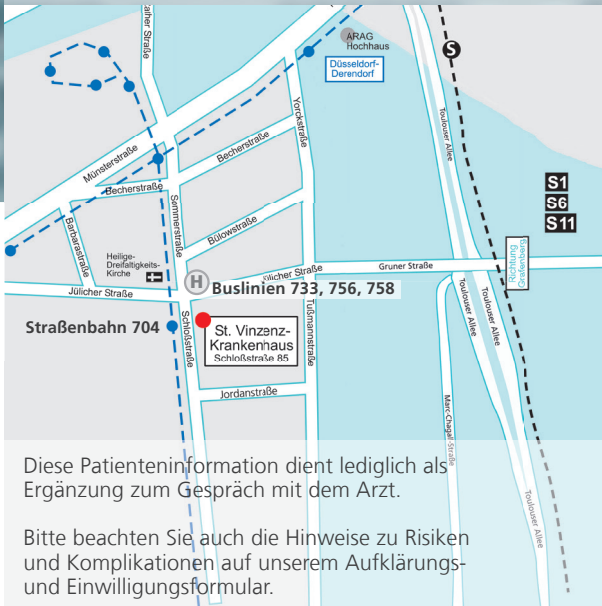 Rather Straße
ARAG
Hochhaus
Düsseldorf-
Derendorf
S
Yorckstraße
Toulouser Allee
Toulouser Allee
Münsterstraße
Becherstraße
Becherstraße
S1
S6
S11
Barbarastraße
Sommerstraße
Bülowstraße
Richtung
Grafenberg
Heilige-
Dreifaltigkeits-
Kirche
Jülicher Straße
Gruner Straße
H
Buslinien 733, 756, 758
Jülicher Straße
Toulouser Allee
Toulouser Allee
Straßenbahn 704
Schloßstraße
St. Vinzenz-
Krankenhaus
Schloßstraße 85
Tußmannstraße
Jordanstraße
Marc-Chagall-Straße
Toulouser Allee
Diese Patienteninformation dient lediglich als
Ergänzung zum Gespräch mit dem Arzt.
Bitte beachten Sie auch die Hinweise zu Risiken
und Komplikationen auf unserem Aufklärungs-
und Einwilligungsformular.